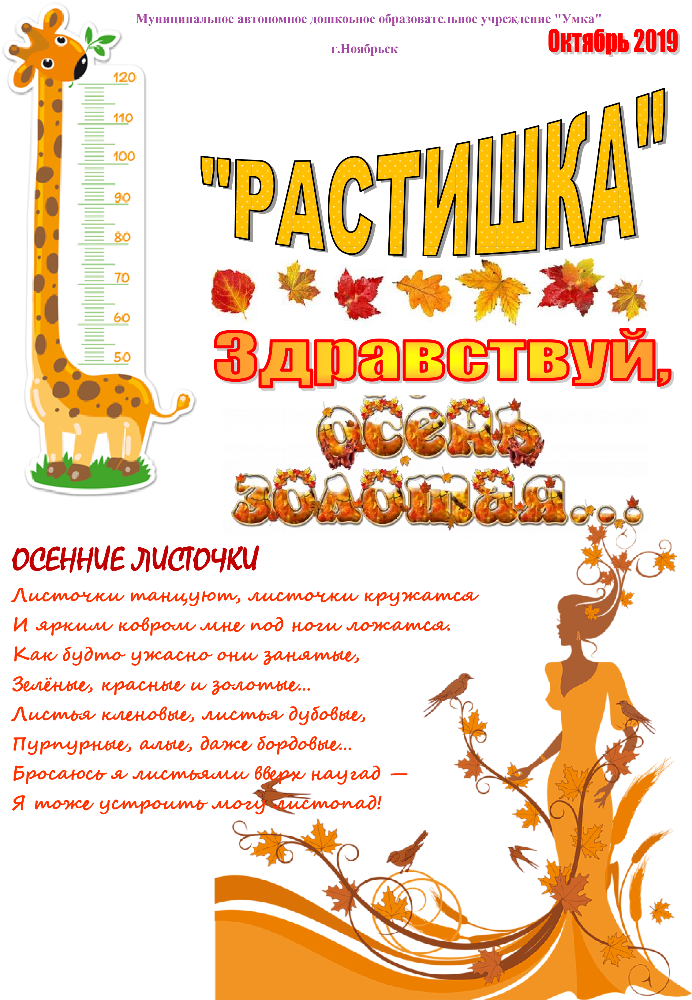 Муниципальное автономное дошкоьное образовательное учреждение "Умка"
г.Ноябрьск
Октябрь 2019
120
110
100
90
80
70
60
50
"РАСТИШКА"
Здравствуй,
осень
золотая...
ОСЕННИЕ ЛИСТОЧКИ
Листочки танцуют, листочки кружатся
И ярким ковром мне под ноги ложатся.
Как будто ужасно они занятые,
Зелёные, красные и золотые...
Листья кленовые, листья дубовые,
Пурпурные, алые, даже бордовые...
Бросаюсь я листьями вверх наугад –
Я тоже устроить могу листопад!